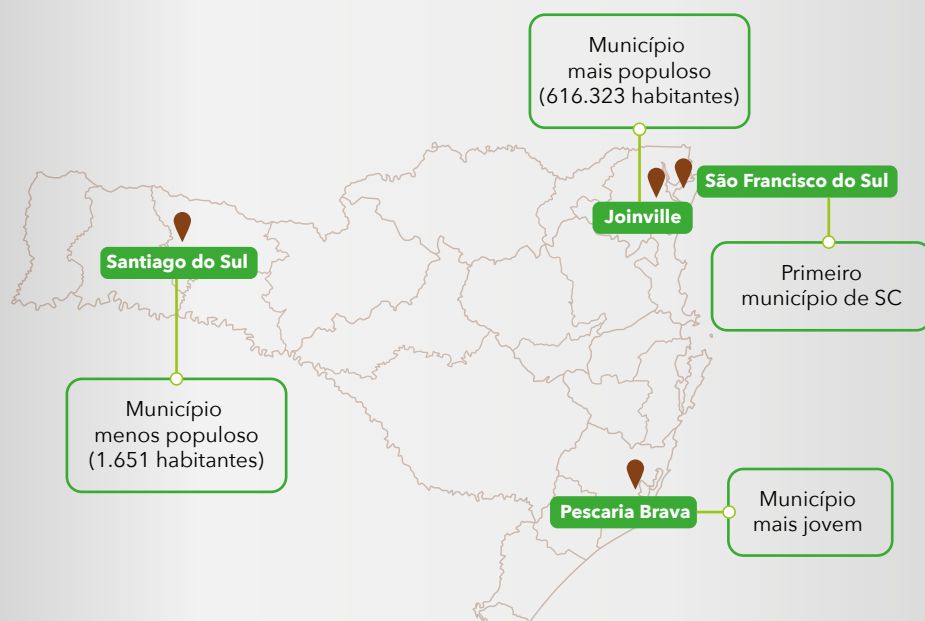 Município
mais populoso
(616.323 habitantes)
São Francisco do Sul
Joinville
Santiago do Sul
Primeiro
município de SC
Município
menos populoso
(1.651 habitantes)
Pescaria Brava
Município
mais jovem